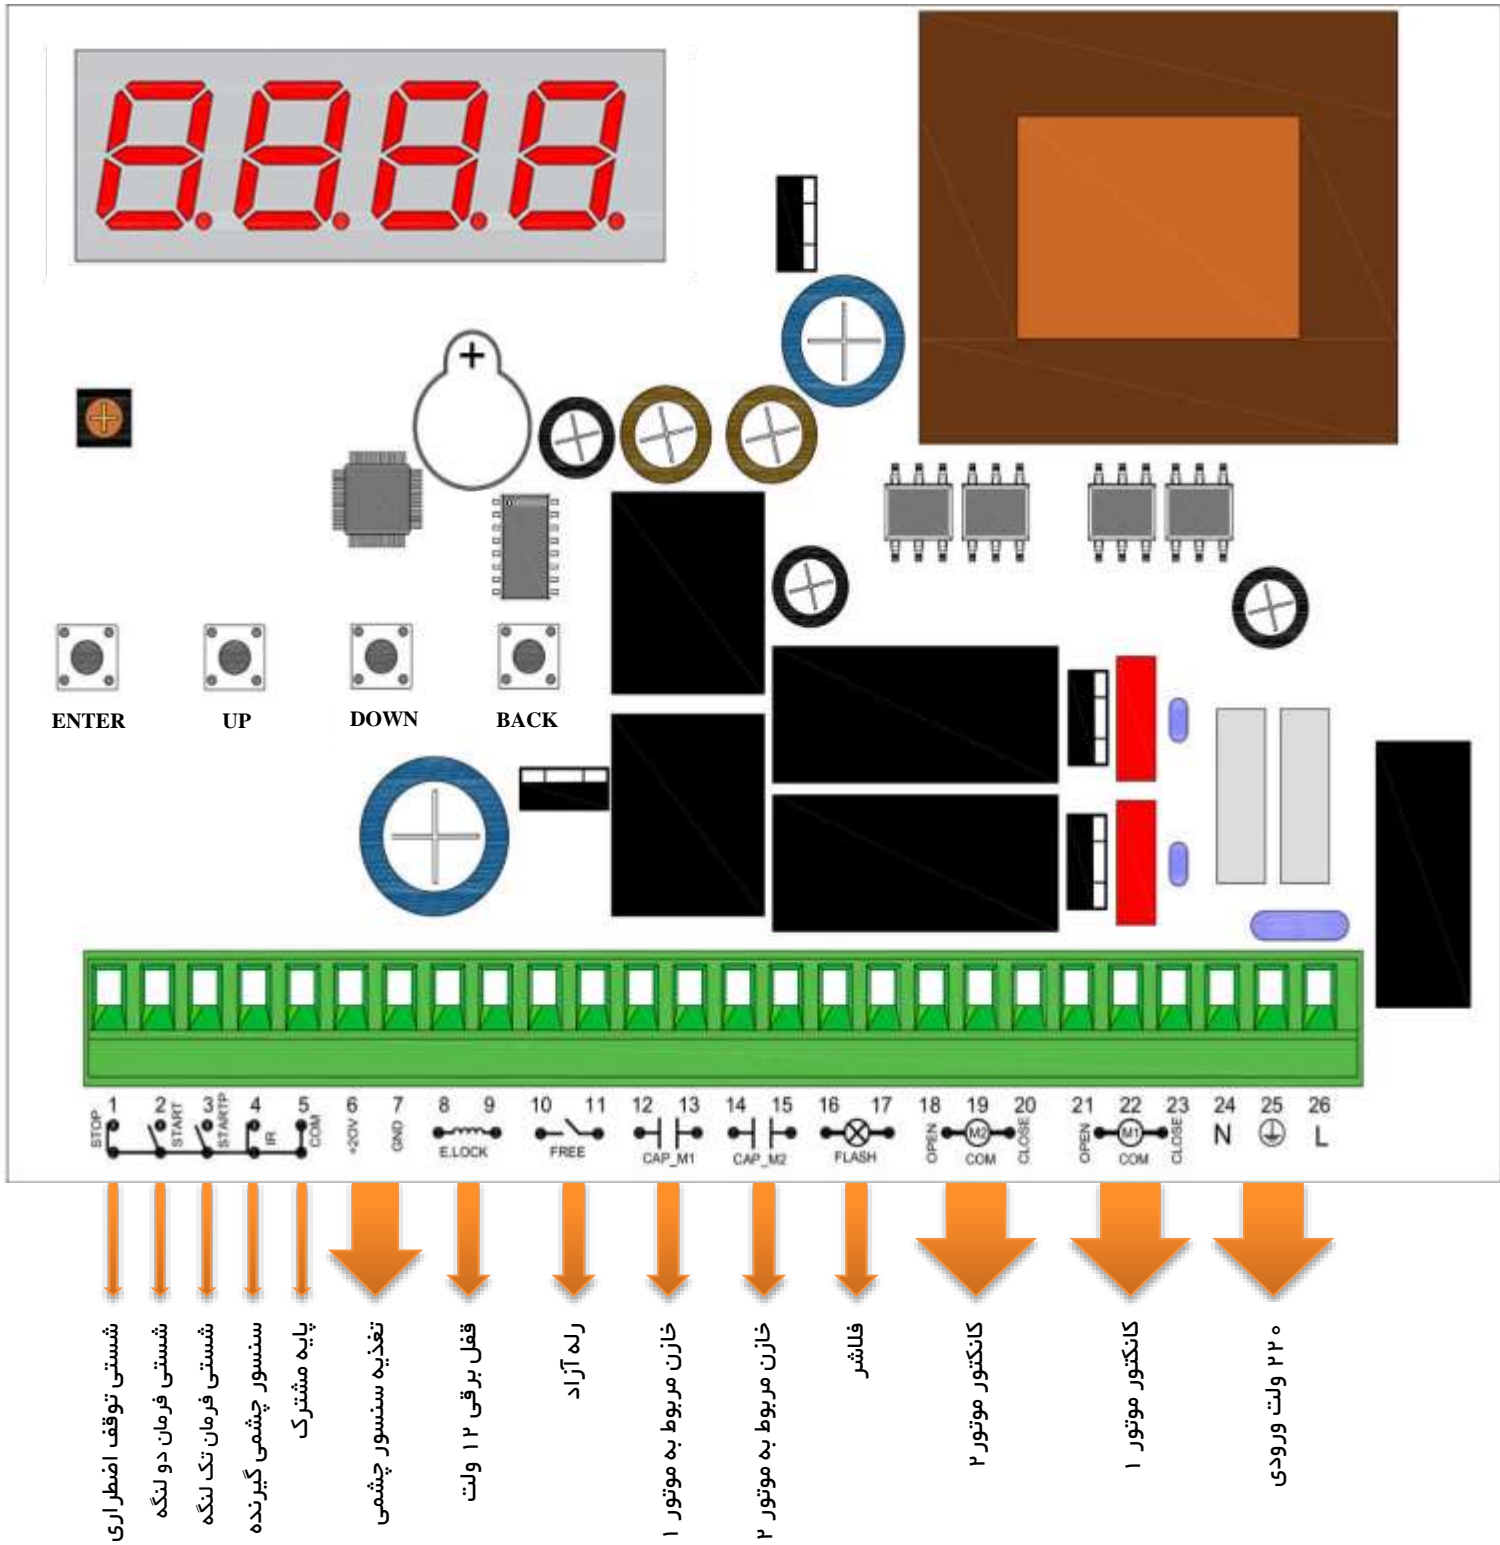 ENTER UP DOWN BACK
1 2 3 4 5 6 7 8 9 10 11 12 13 14 15 16 17 18 19 20 21 22 23 24 25 26
STOP START STARTP IR COM +20V GND E.LOCK FREE CAP_M1 CAP_M2 FLASH OPEN M2 COM CLOSE OPEN M1 COM CLOSE N L
شستی توقف اضطراری
شستی فرمان دو لنگه
شستی فرمان تک لنگه
سنسور چشمی گیرنده
پایه مشترک
تغذیه سنسور چشمی
قفل برقی ۱۲ ولت
رله آزاد
خازن مربوط به موتور ۱
خازن مربوط به موتور ۲
فلاشر
کانکتور موتور ۲
کانکتور موتور ۱
۲۲۰ ولت ورودی